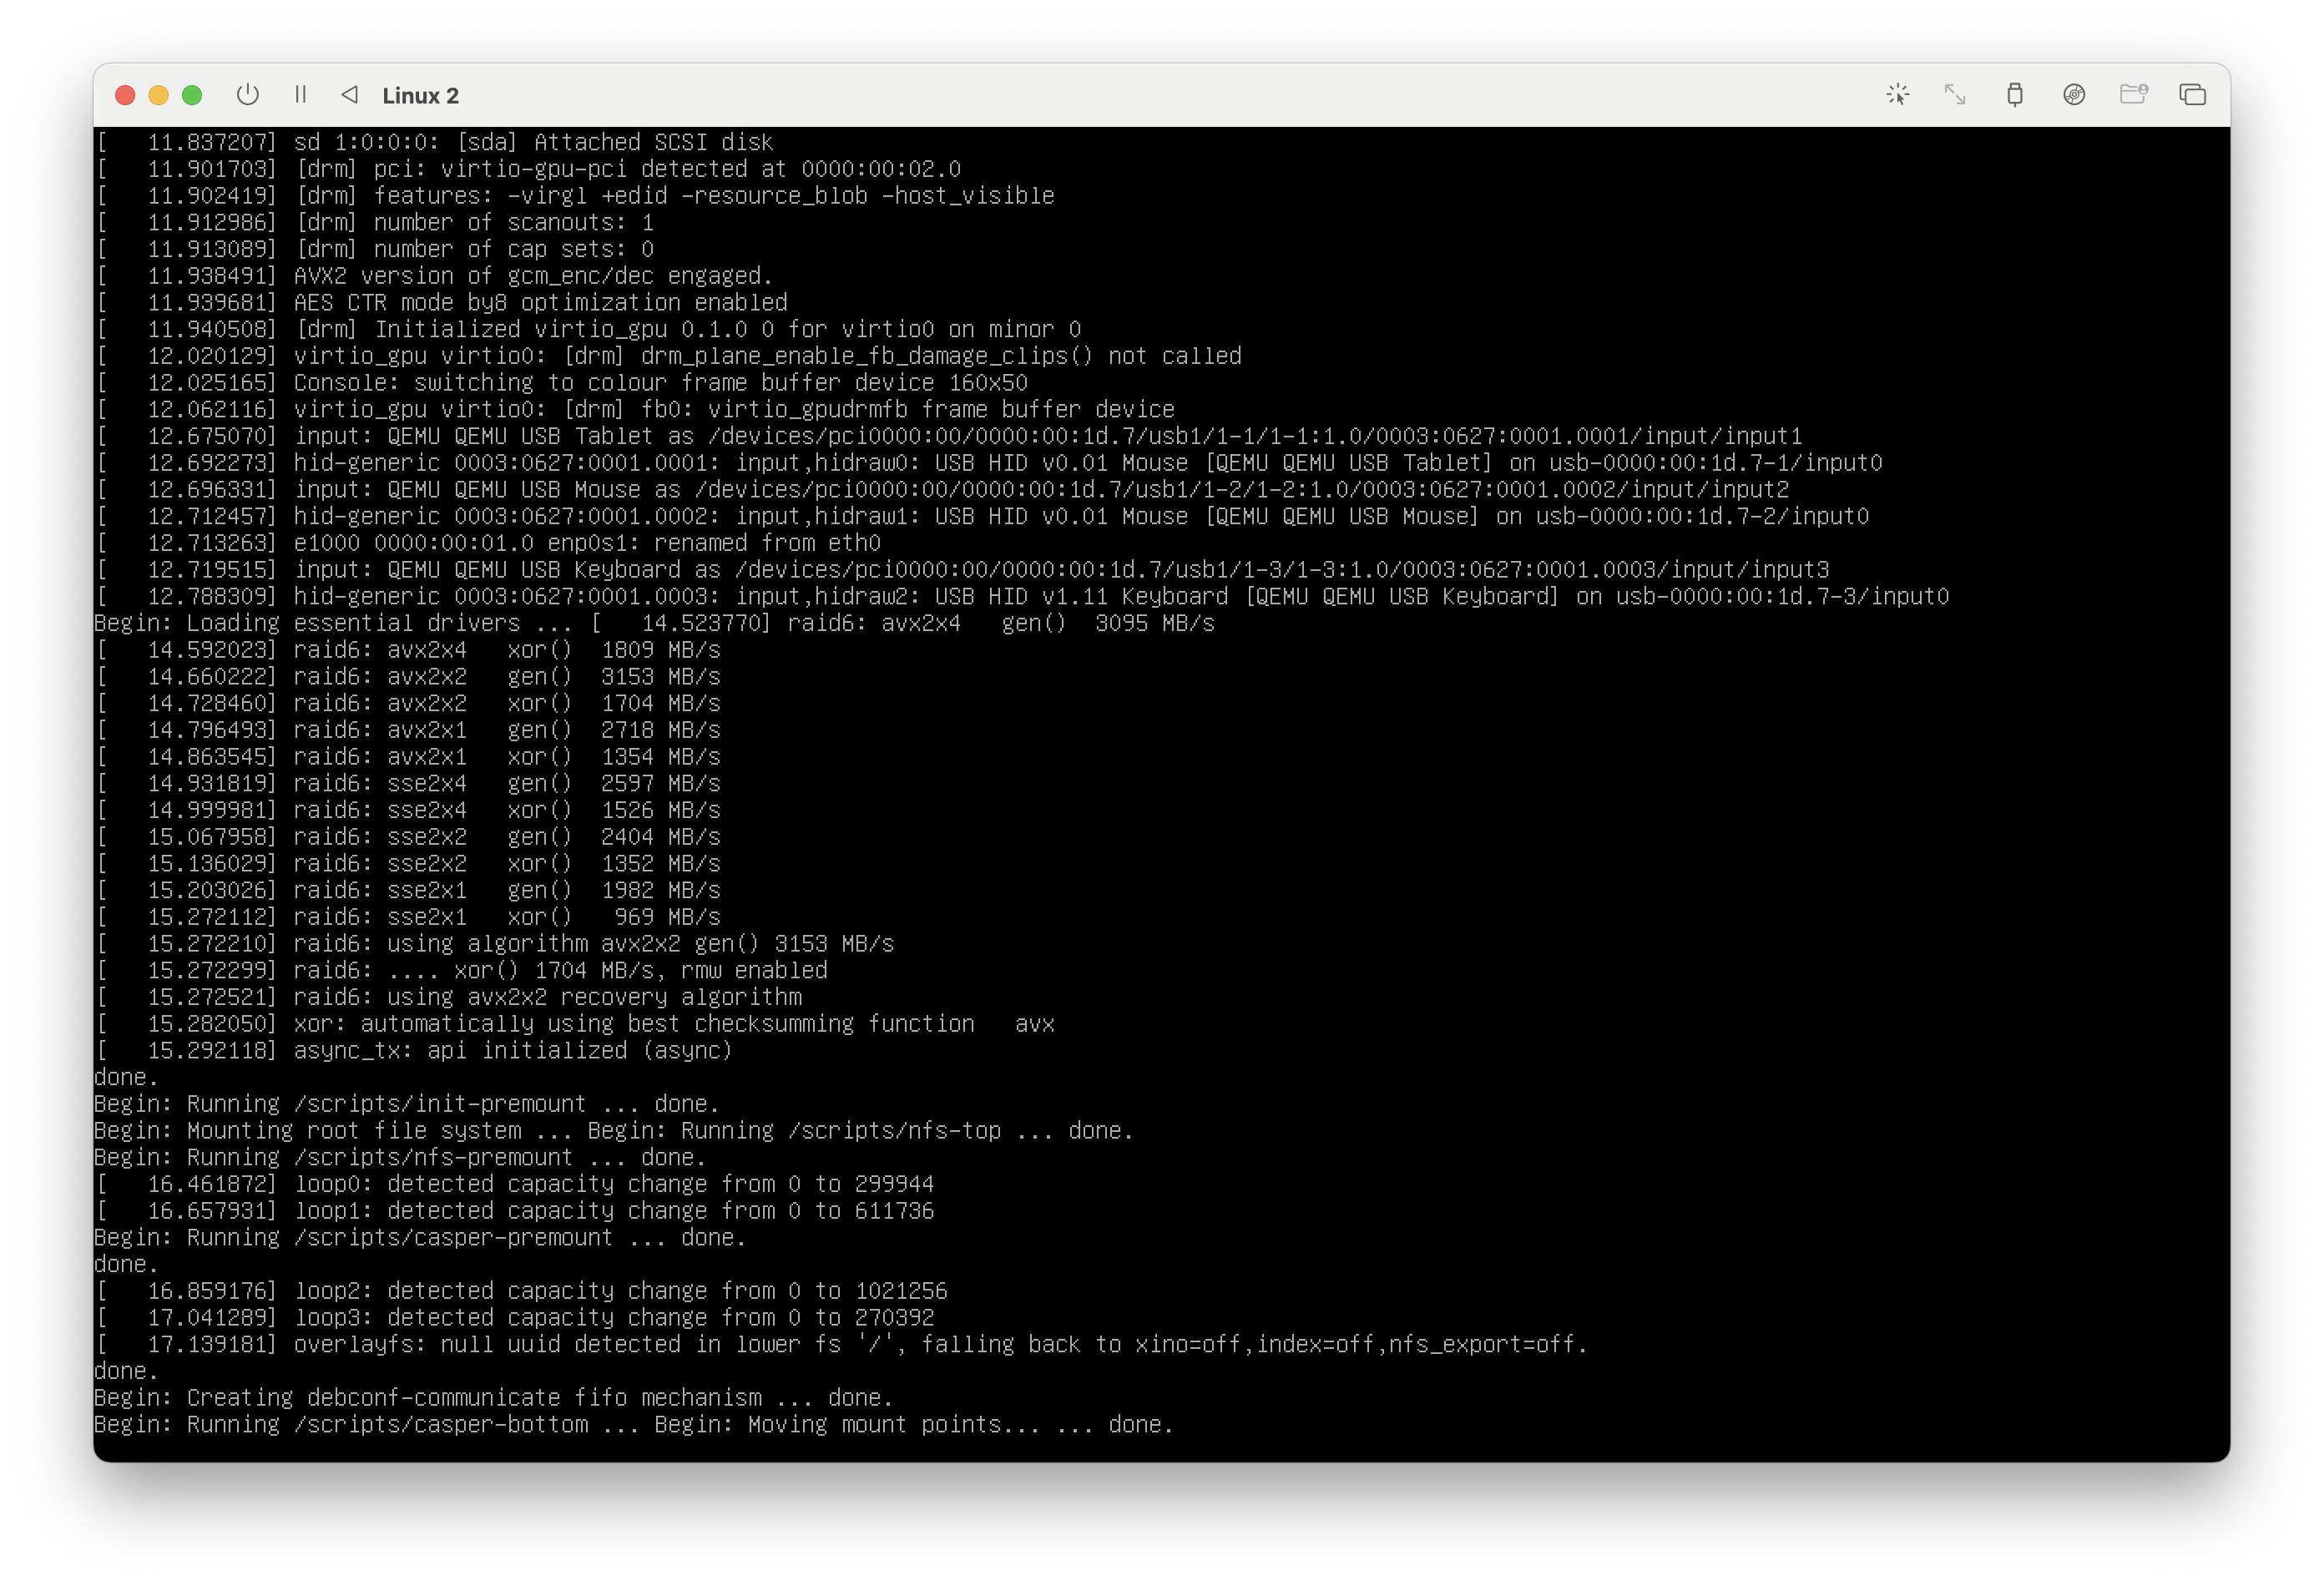 Linux 2
[   11.837207] sd 1:0:0:0: [sda] Attached SCSI disk
[   11.901703] [drm] pci: virtio-gpu-pci detected at 0000:00:02.0
[   11.902419] [drm] features: -virgl +edid -resource_blob -host_visible
[   11.912986] [drm] number of scanouts: 1
[   11.913089] [drm] number of cap sets: 0
[   11.938491] AVX2 version of gcm_enc/dec engaged.
[   11.939681] AES CTR mode by8 optimization enabled
[   11.940508] [drm] Initialized virtio_gpu 0.1.0 0 for virtio0 on minor 0
[   12.020129] virtio_gpu virtio0: [drm] drm_plane_enable_fb_damage_clips() not called
[   12.025165] Console: switching to colour frame buffer device 160x50
[   12.062116] virtio_gpu virtio0: [drm] fb0: virtio_gpudrmfb frame buffer device
[   12.675070] input: QEMU QEMU USB Tablet as /devices/pci0000:00/0000:00:1d.7/usb1/1-1/1-1:1.0/0003:0627:0001.0001/input/input1
[   12.692273] hid-generic 0003:0627:0001.0001: input,hidraw0: USB HID v0.01 Mouse [QEMU QEMU USB Tablet] on usb-0000:00:1d.7-1/input0
[   12.696331] input: QEMU QEMU USB Mouse as /devices/pci0000:00/0000:00:1d.7/usb1/1-2/1-2:1.0/0003:0627:0001.0002/input/input2
[   12.712457] hid-generic 0003:0627:0001.0002: input,hidraw1: USB HID v0.01 Mouse [QEMU QEMU USB Mouse] on usb-0000:00:1d.7-2/input0
[   12.713263] e1000 0000:00:01.0 enp0s1: renamed from eth0
[   12.719515] input: QEMU QEMU USB Keyboard as /devices/pci0000:00/0000:00:1d.7/usb1/1-3/1-3:1.0/0003:0627:0001.0003/input/input3
[   12.788309] hid-generic 0003:0627:0001.0003: input,hidraw2: USB HID v1.11 Keyboard [QEMU QEMU USB Keyboard] on usb-0000:00:1d.7-3/input0
Begin: Loading essential drivers ... [   14.523770] raid6: avx2x4   gen()  3095 MB/s
[   14.592023] raid6: avx2x4   xor()  1809 MB/s
[   14.660222] raid6: avx2x2   gen()  3153 MB/s
[   14.728460] raid6: avx2x2   xor()  1704 MB/s
[   14.796493] raid6: avx2x1   gen()  2718 MB/s
[   14.863545] raid6: avx2x1   xor()  1354 MB/s
[   14.931819] raid6: sse2x4   gen()  2597 MB/s
[   14.999981] raid6: sse2x4   xor()  1526 MB/s
[   15.067958] raid6: sse2x2   gen()  2404 MB/s
[   15.136029] raid6: sse2x2   xor()  1352 MB/s
[   15.203026] raid6: sse2x1   gen()  1982 MB/s
[   15.272112] raid6: sse2x1   xor()   969 MB/s
[   15.272210] raid6: using algorithm avx2x2 gen() 3153 MB/s
[   15.272299] raid6: .... xor() 1704 MB/s, rmw enabled
[   15.272521] raid6: using avx2x2 recovery algorithm
[   15.282050] xor: automatically using best checksumming function   avx
[   15.292118] async_tx: api initialized (async)
done.
Begin: Running /scripts/init-premount ... done.
Begin: Mounting root file system ... Begin: Running /scripts/nfs-top ... done.
Begin: Running /scripts/nfs-premount ... done.
[   16.461872] loop0: detected capacity change from 0 to 299944
[   16.657931] loop1: detected capacity change from 0 to 611736
Begin: Running /scripts/casper-premount ... done.
done.
[   16.859176] loop2: detected capacity change from 0 to 1021256
[   17.041289] loop3: detected capacity change from 0 to 270392
[   17.139181] overlayfs: null uuid detected in lower fs '/', falling back to xino=off,index=off,nfs_export=off.
done.
Begin: Creating debconf-communicate fifo mechanism ... done.
Begin: Running /scripts/casper-bottom ... Begin: Moving mount points... ... done.